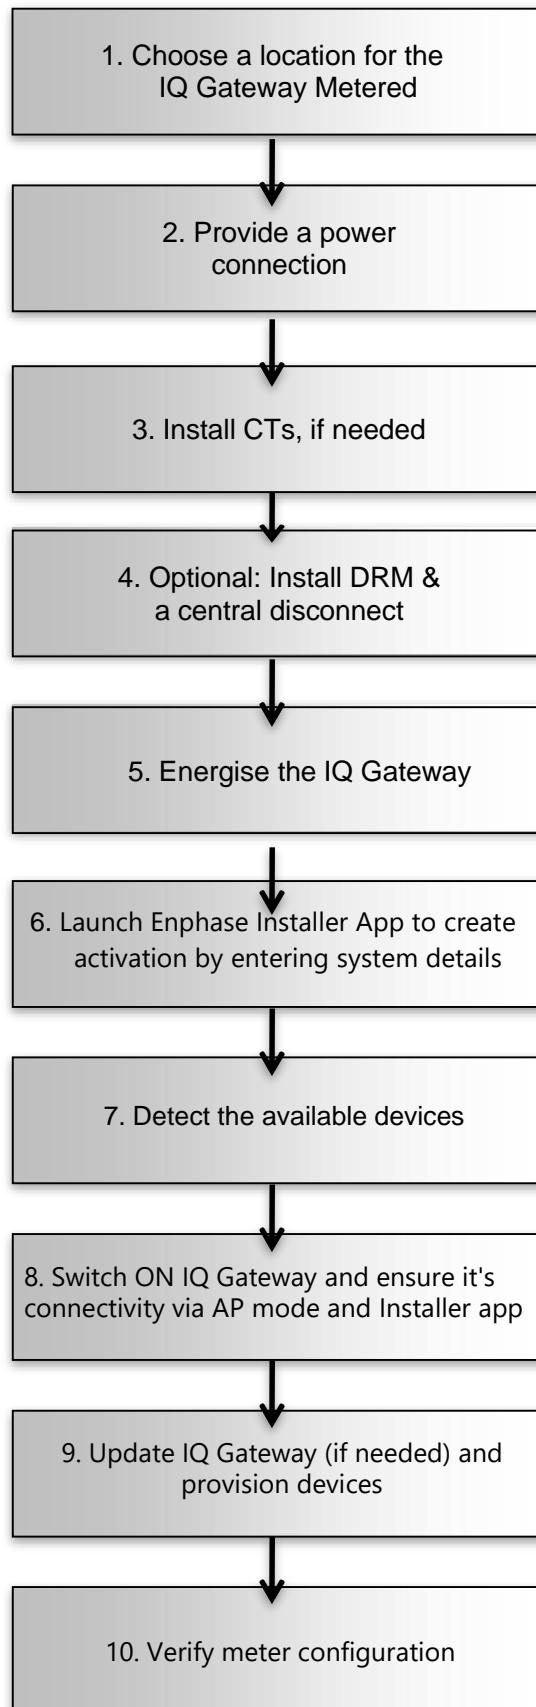 1. Choose a location for the
IQ Gateway Metered
2. Provide a power
connection
3. Install CTs, if needed
4. Optional: Install DRM &
a central disconnect
5. Energise the IQ Gateway
6. Launch Enphase Installer App to create
activation by entering system details
7. Detect the available devices
8. Switch ON IQ Gateway and ensure it's
connectivity via AP mode and Installer app
9. Update IQ Gateway (if needed) and
provision devices
10. Verify meter configuration